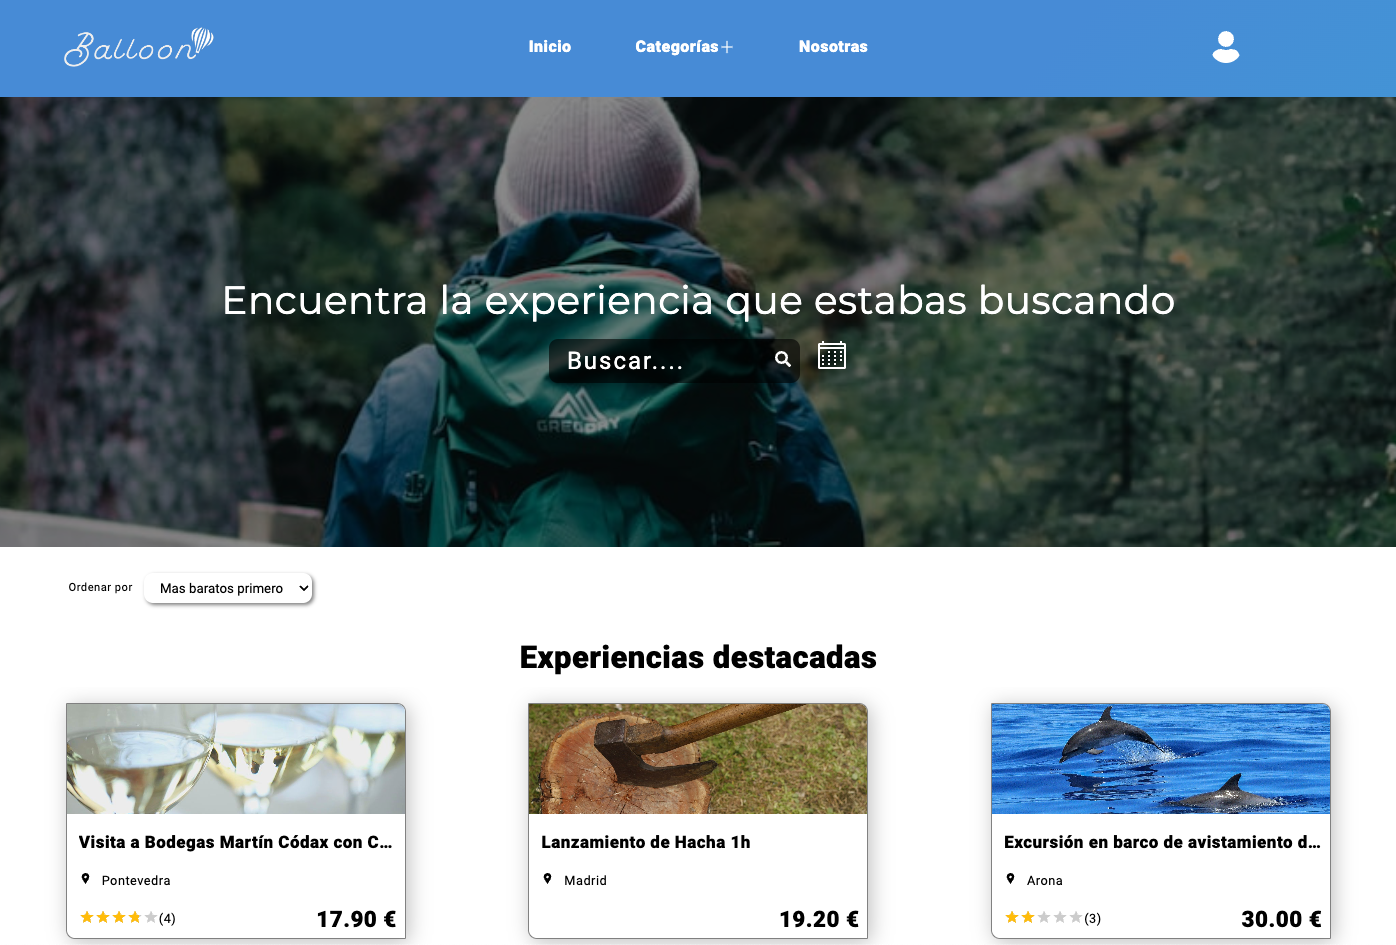 Balloon
Inicio
Categorías+
Nosotras
Encuentra la experiencia que estabas buscando
Buscar....
GREGORY
Ordenar por
Mas baratos primero
Experiencias destacadas
Visita a Bodegas Martín Códax con C...
Pontevedra
(4)
17.90 €
Lanzamiento de Hacha 1h
Madrid
19.20 €
Excursión en barco de avistamiento d...
Arona
(3)
30.00 €